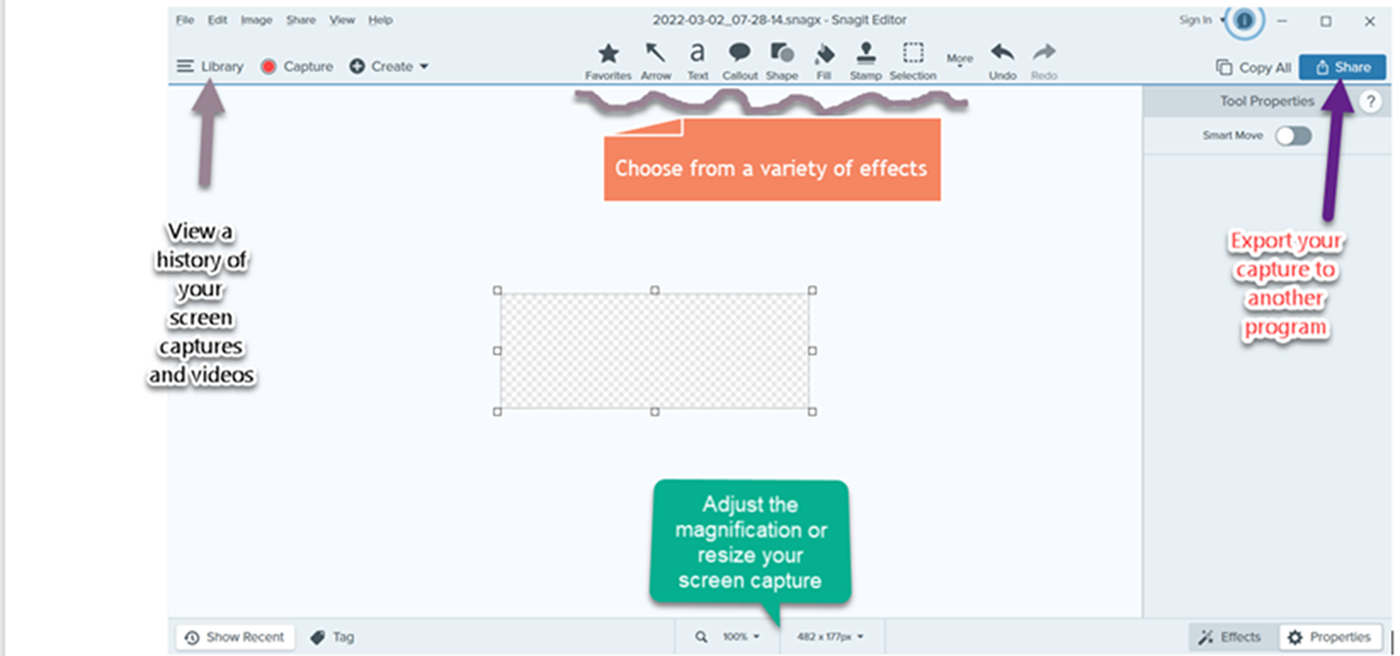 File Edit Image Share View Help
2022-03-02_07-28-14.snagx - Snagit Editor
Sign In
Library Capture Create
Favorites Arrow Text Callout Shape Fill Stamp Selection More Undo Redo
a
Copy All Share
Tool Properties ?
Smart Move
Choose from a variety of effects
View a
history of
your
screen
captures
and videos
Export your
capture to
another
program
Adjust the
magnification or
resize your
screen capture
Show Recent Tag
100% 482 x 177px
Effects Properties